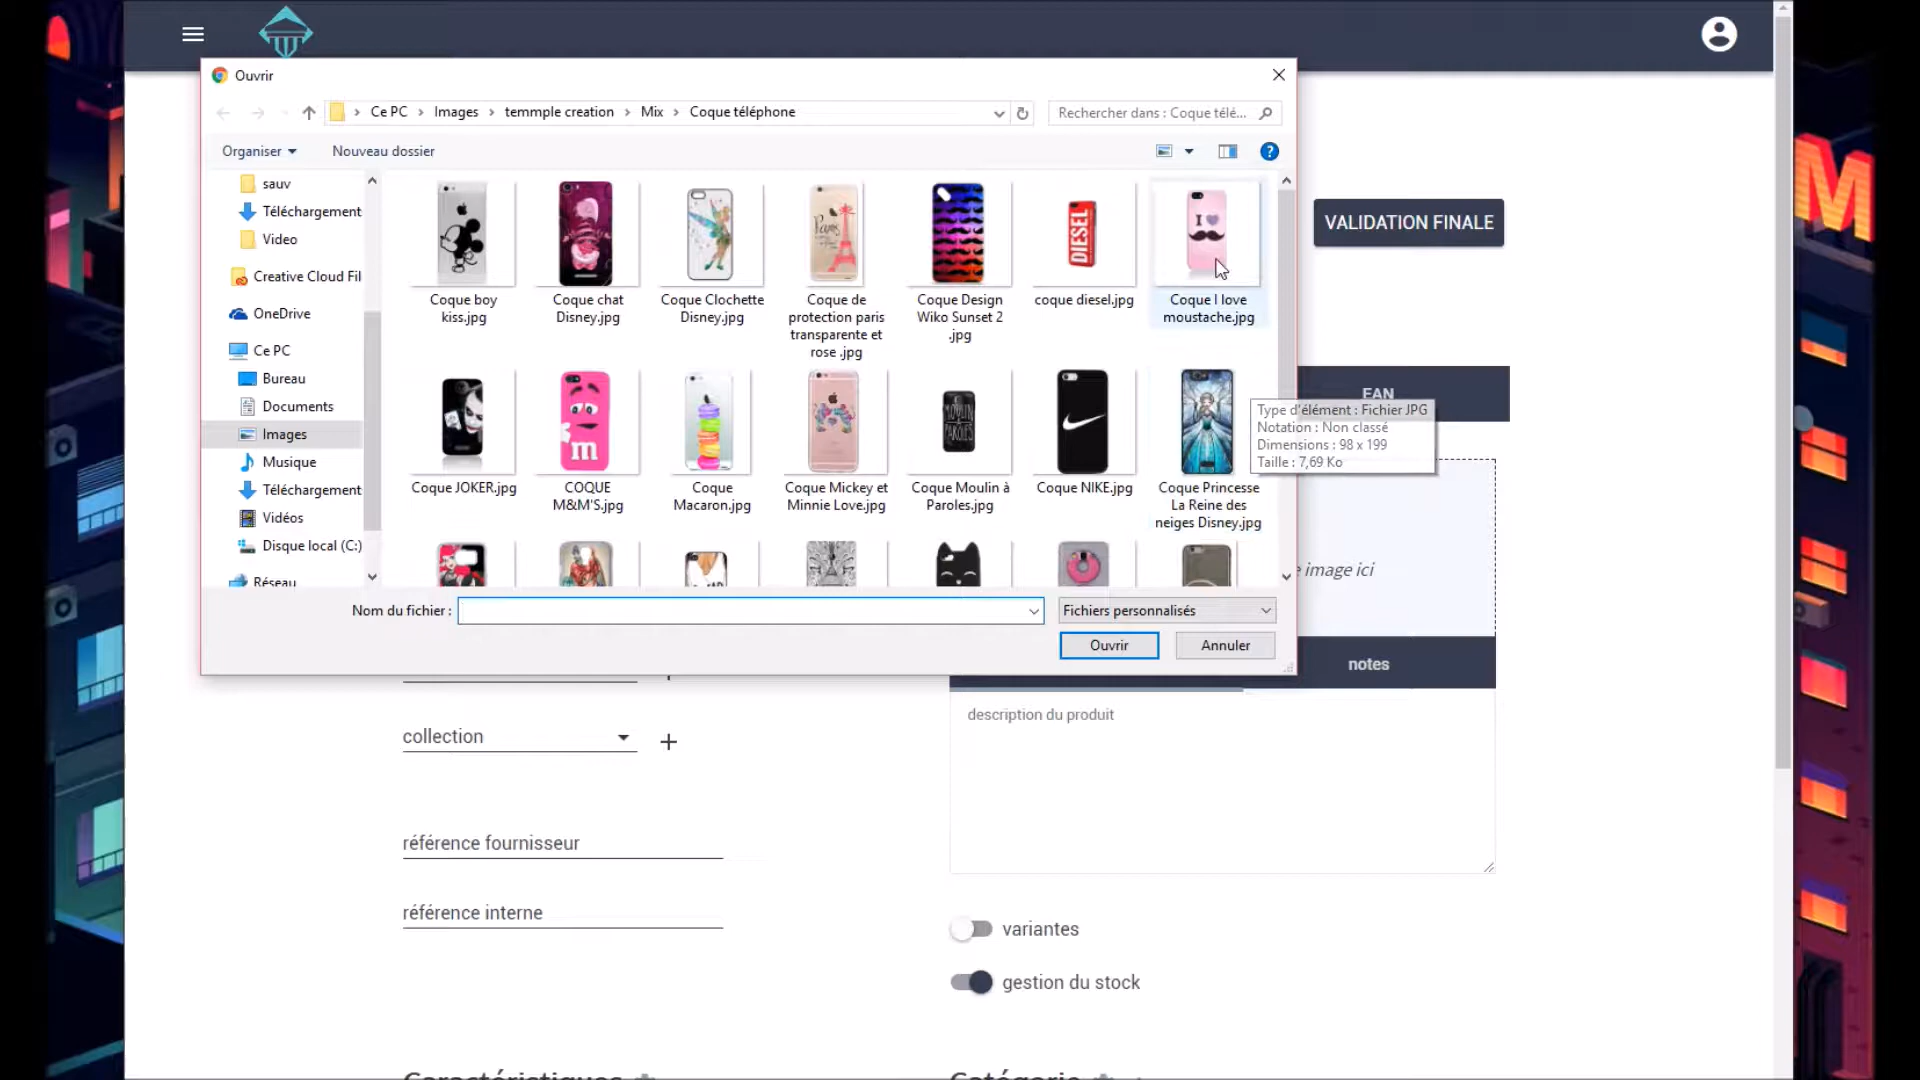 Ouvrir
Ce PC
Images
temmple creation
Mix
Coque téléphone
Rechercher dans : Coque télé...
Organiser
Nouveau dossier
sauv
Téléchargement
Video
Creative Cloud Fil
OneDrive
Ce PC
Bureau
Documents
Images
Musique
Téléchargement
Vidéos
Disque local (C:)
Réseau
Paris
DIESEL
I
Coque boy
kiss.jpg
Coque chat
Disney.jpg
Coque Clochette
Disney.jpg
Coque de
protection paris
transparente et
rose .jpg
Coque Design
Wiko Sunset 2
.jpg
coque diesel.jpg
Coque I love
moustache.jpg
m
MOULIN
à
PAROLES
Coque JOKER.jpg
COQUE
M&M'S.jpg
Coque
Macaron.jpg
Coque Mickey et
Minnie Love.jpg
Coque Moulin à
Paroles.jpg
Coque NIKE.jpg
Coque Princesse
La Reine des
neiges Disney.jpg
Type d'élément : Fichier JPG
Notation : Non classé
Dimensions : 98 x 199
Taille : 7,69 Ko
Nom du fichier :
Fichiers personnalisés
Ouvrir
Annuler
VALIDATION FINALE
EAN
image ici
notes
description du produit
collection
référence fournisseur
référence interne
variantes
gestion du stock
Caractéristiques
Catégorie
M